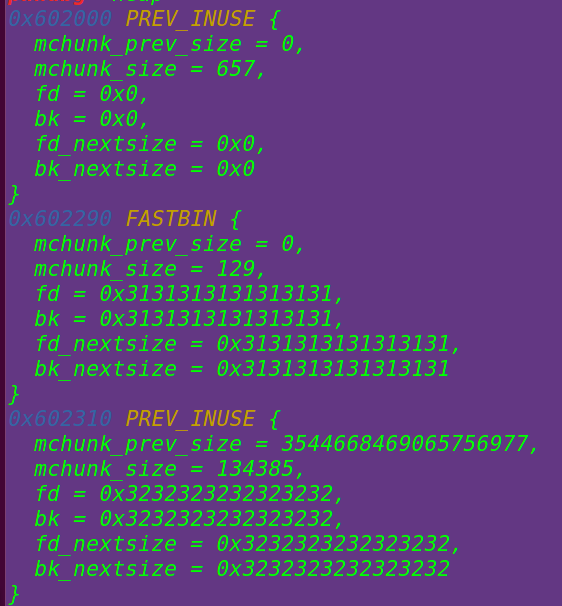 0x602000 PREV_INUSE {
  mchunk_prev_size = 0,
  mchunk_size = 657,
  fd = 0x0,
  bk = 0x0,
  fd_nextsize = 0x0,
  bk_nextsize = 0x0
}
0x602290 FASTBIN {
  mchunk_prev_size = 0,
  mchunk_size = 129,
  fd = 0x3131313131313131,
  bk = 0x3131313131313131,
  fd_nextsize = 0x3131313131313131,
  bk_nextsize = 0x3131313131313131
}
0x602310 PREV_INUSE {
  mchunk_prev_size = 3544668469065756977,
  mchunk_size = 134385,
  fd = 0x3232323232323232,
  bk = 0x3232323232323232,
  fd_nextsize = 0x3232323232323232,
  bk_nextsize = 0x3232323232323232
}